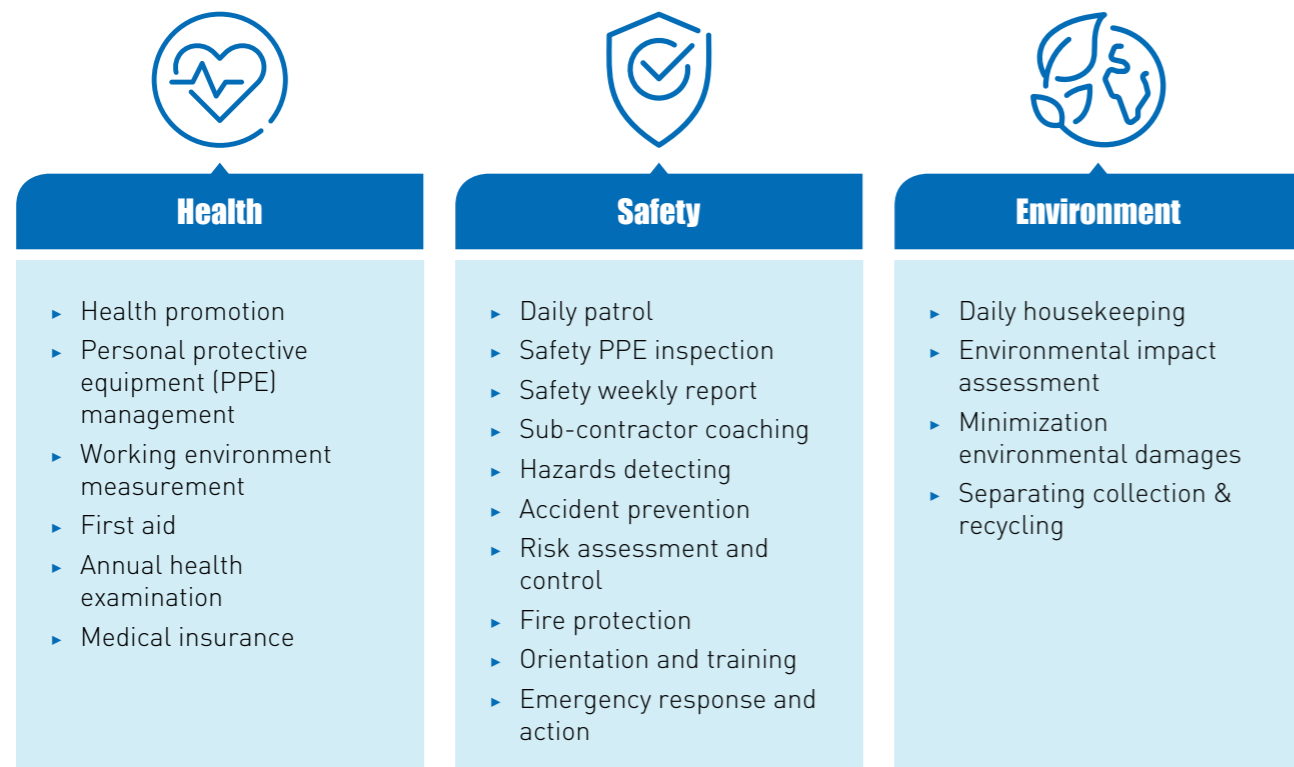 Health
Health promotion
Personal protective
equipment (PPE)
management
Working environment
measurement
First aid
Annual health
examination
Medical insurance
Safety
Daily patrol
Safety PPE inspection
Safety weekly report
Sub-contractor coaching
Hazards detecting
Accident prevention
Risk assessment and
control
Fire protection
Orientation and training
Emergency response and
action
Environment
Daily housekeeping
Environmental impact
assessment
Minimization
environmental damages
Separating collection &
recycling